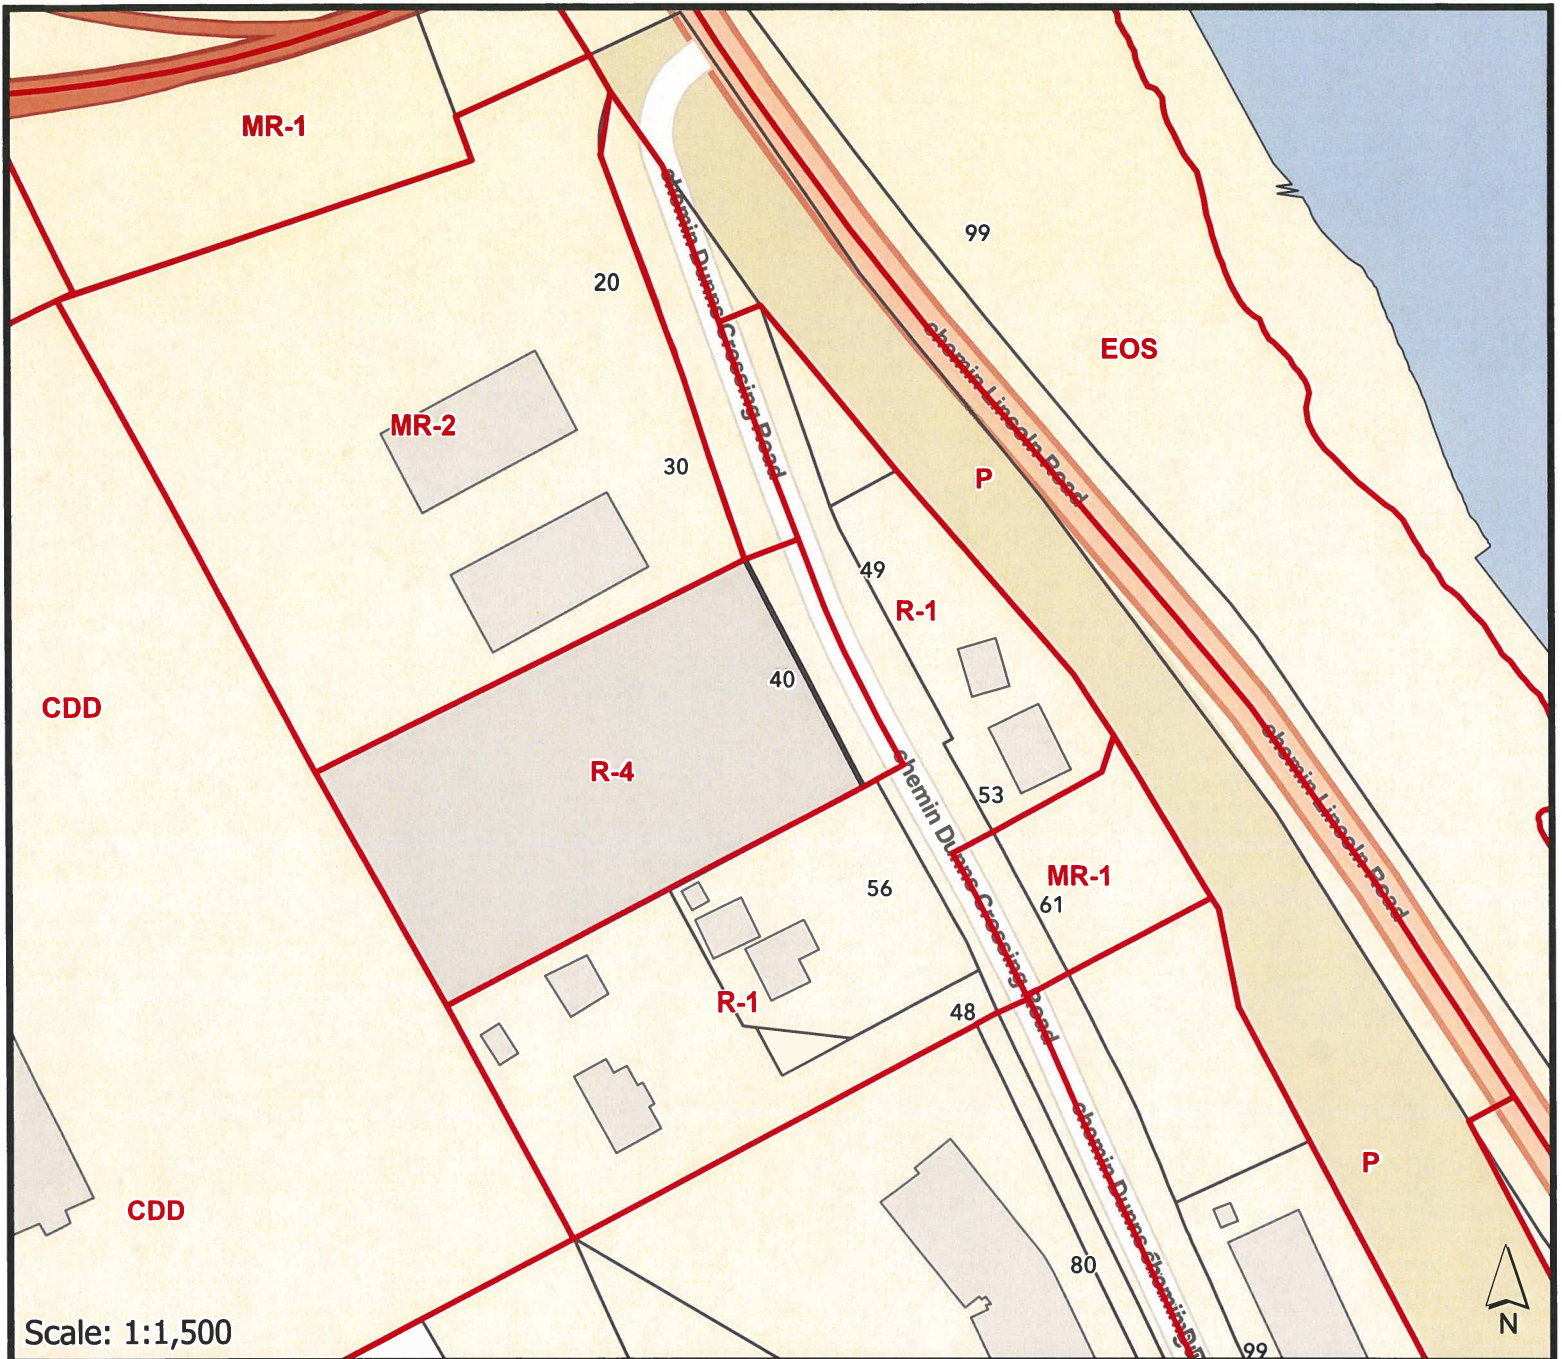 MR-1
99
20
EOS
chemin Dunns Crossing Road
chemin Lincoln Road
MR-2
30
P
49
R-1
40
CDD
R-4
53
chemin Lincoln Road
MR-1
56
61
chemin Dunns Crossing Road
R-1
48
P
CDD
80
chemin Dunns
99
N
Scale: 1:1,500